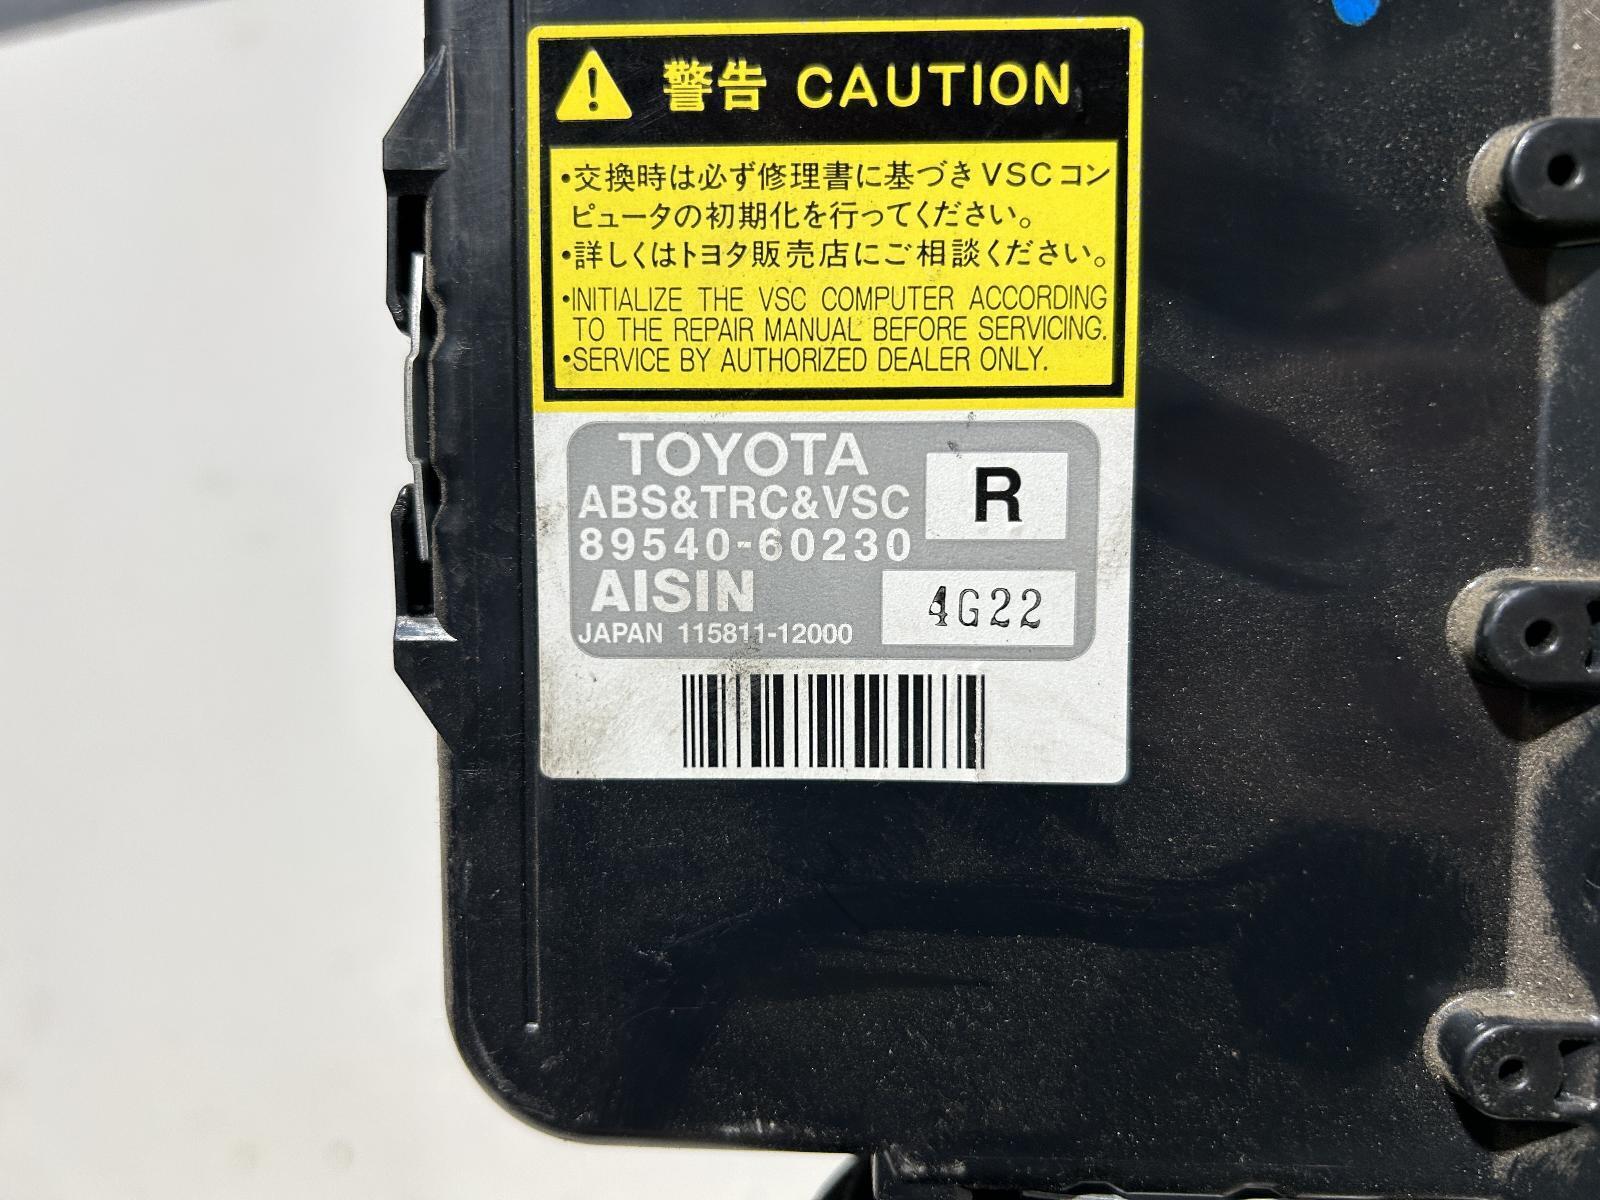 警告 CAUTION
•交換時は必ず修理書に基づきVSCコン
ピュータの初期化を行ってください。
•詳しくはトヨタ販売店にご相談ください。
•INITIALIZE THE VSC COMPUTER ACCORDING
TO THE REPAIR MANUAL BEFORE SERVICING.
•SERVICE BY AUTHORIZED DEALER ONLY.
TOYOTA
ABS&TRC&VSC
R
89540-60230
AISIN
4G22
JAPAN 115811-12000